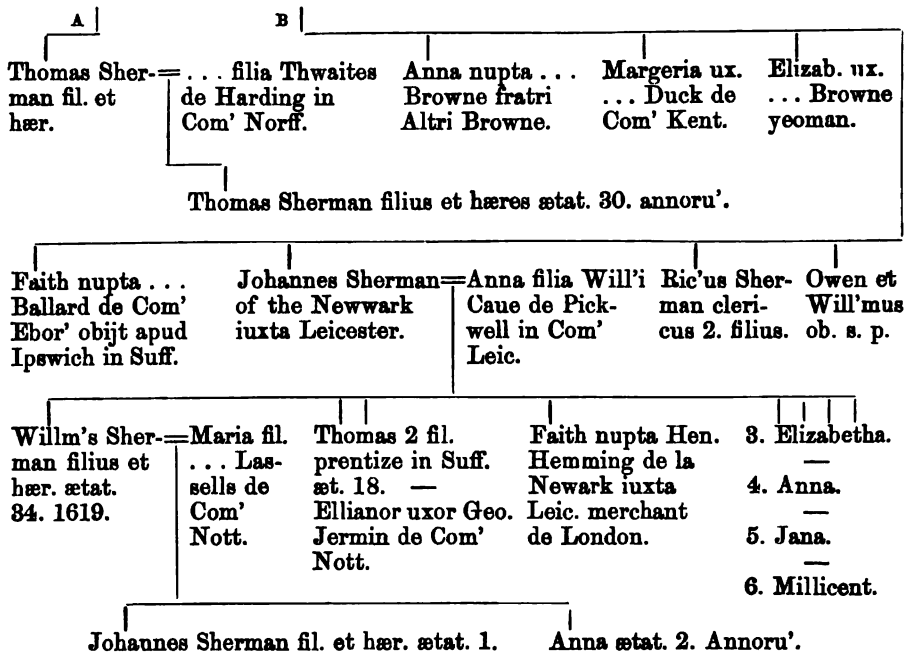 A B
Thomas Sher-
man fil. et
hær.
. . . filia Thwaites
de Harding in
Com' Norff.
Anna nupta . . .
Browne fratri
Altri Browne.
Margeria ux.
. . . Duck de
Com' Kent.
Elizab. ux.
. . . Browne
yeoman.
Thomas Sherman filius et hæres ætat. 30. annoru'.
Faith nupta . . .
Ballard de Com'
Ebor' obijt apud
Ipswich in Suff.
Johannes Sherman
of the Newwark
iuxta Leicester.
Anna filia Will'i
Caue de Pick-
well in Com'
Leic.
Ric'us Sher-
man cleri-
cus 2. filius.
Owen et
Will'mus
ob. s. p.
Willm's Sher-
man filius et
hær. ætat.
34. 1619.
Maria fil.
. . . Las-
sells de
Com'
Nott.
Thomas 2 fil.
prentize in Suff.
æt. 18. —
Ellianor uxor Geo.
Jermin de Com'
Nott.
Faith nupta Hen.
Hemming de la
Newark iuxta
Leic. merchant
de London.
3. Elizabetha.
—
4. Anna.
—
5. Jana.
—
6. Millicent.
Johannes Sherman fil. et hær. ætat. 1.
Anna ætat. 2. Annoru'.